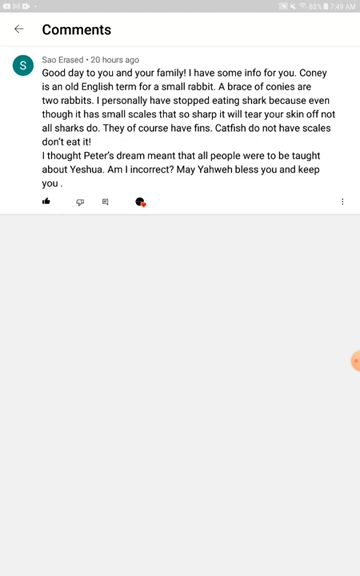 88% 7:49 AM
Comments
S
Sao Erased • 20 hours ago
Good day to you and your family! I have some info for you. Coney
is an old English term for a small rabbit. A brace of conies are
two rabbits. I personally have stopped eating shark because even
though it has small scales that so sharp it will tear your skin off not
all sharks do. They of course have fins. Catfish do not have scales
don't eat it!
I thought Peter's dream meant that all people were to be taught
about Yeshua. Am I incorrect? May Yahweh bless you and keep
you .